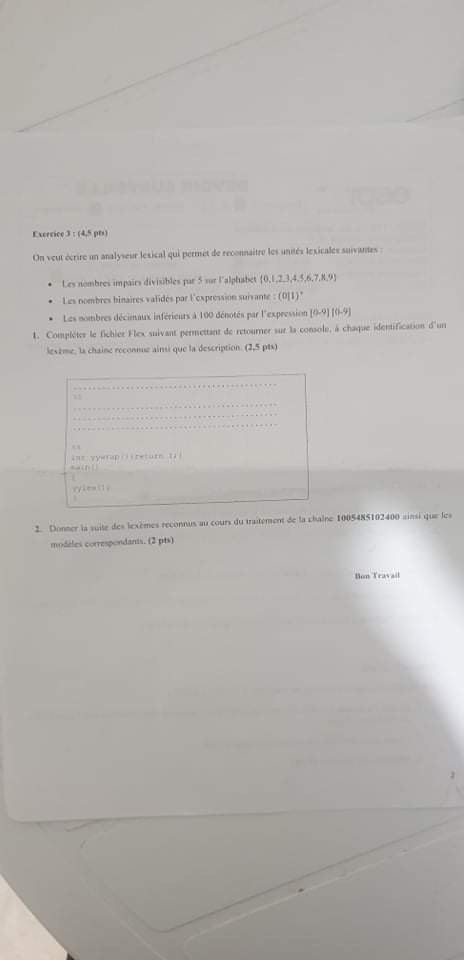 Exercice 3 : (4,5 pts)
On veut écrire un analyseur lexical qui permet de reconnaitre les unités lexicales suivantes :
• Les nombres impairs divisibles par 5 sur l'alphabet {0,1,2,3,4,5,6,7,8,9}
• Les nombres binaires validés par l'expression suivante : (0|1)+
• Les nombres décimaux inférieurs à 100 dénotés par l'expression [0-9] [0-9]
1. Compléter le fichier Flex suivant permettant de retourner sur la console, à chaque identification d'un
lexème, la chaine reconnue ainsi que la description. (2,5 pts)
%%
%%
int yywrap(){return 1;}
main()
{
yylex();
}
2. Donner la suite des lexèmes reconnus au cours du traitement de la chaîne 1005485102400 ainsi que les
modèles correspondants. (2 pts)
Bon Travail
2